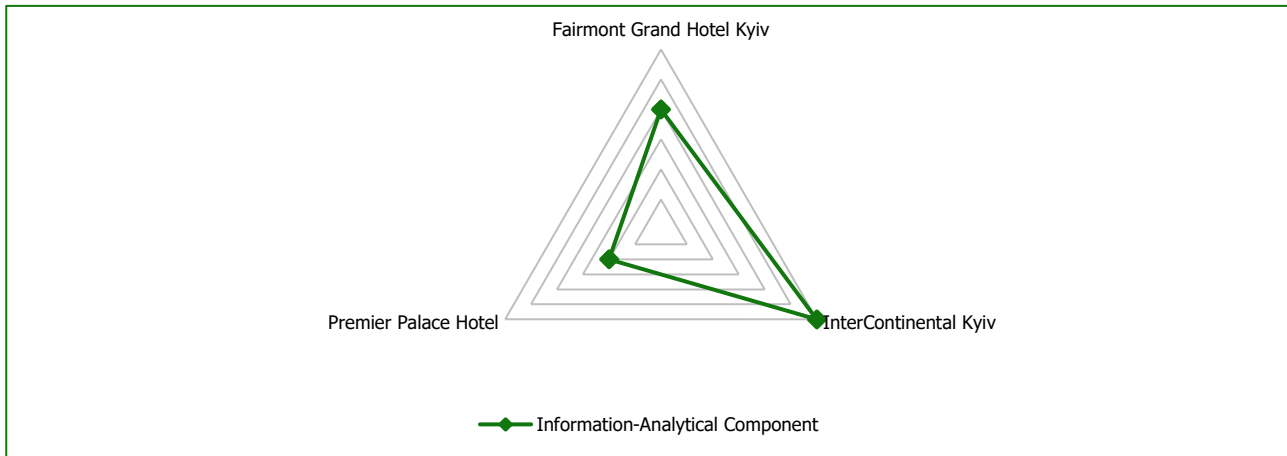 Fairmont Grand Hotel Kyiv
Premier Palace Hotel
InterContinental Kyiv
Information-Analytical Component